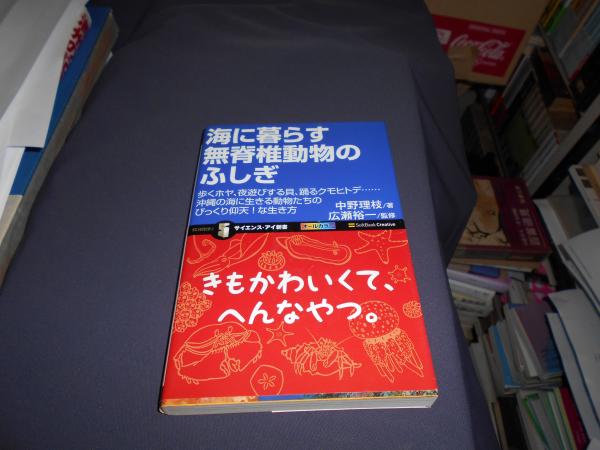 海に暮らす
無脊椎動物の
ふしぎ
歩くホヤ、夜遊びする貝、踊るクモヒトデ……
沖縄の海に生きる動物たちの
びっくり仰天！な生き方
中野理枝／著
広瀬裕一／監修
サイエンス・アイ新書
オールカラー
SoftBank Creative
きもかわいくて、
へんなやつ。
Coca-Cola